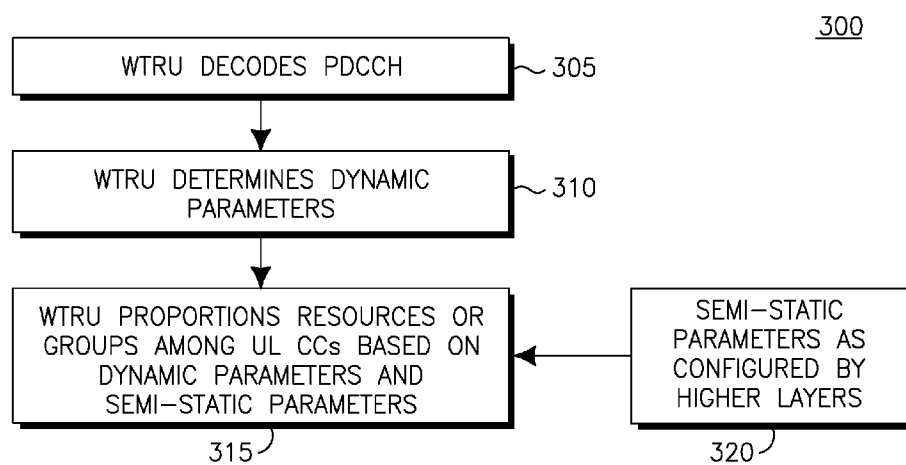 300
WTRU DECODES PDCCH
305
WTRU DETERMINES DYNAMIC
PARAMETERS
310
WTRU PROPORTIONS RESOURCES OR
GROUPS AMONG UL CCs BASED ON
DYNAMIC PARAMETERS AND
SEMI-STATIC PARAMETERS
315
SEMI-STATIC
PARAMETERS AS
CONFIGURED BY
HIGHER LAYERS
320